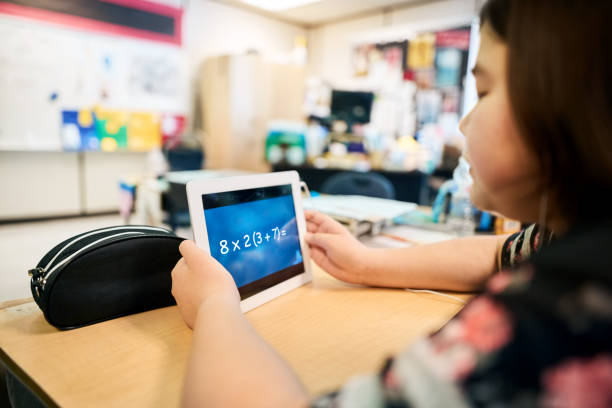 8 x 2(3+7)=